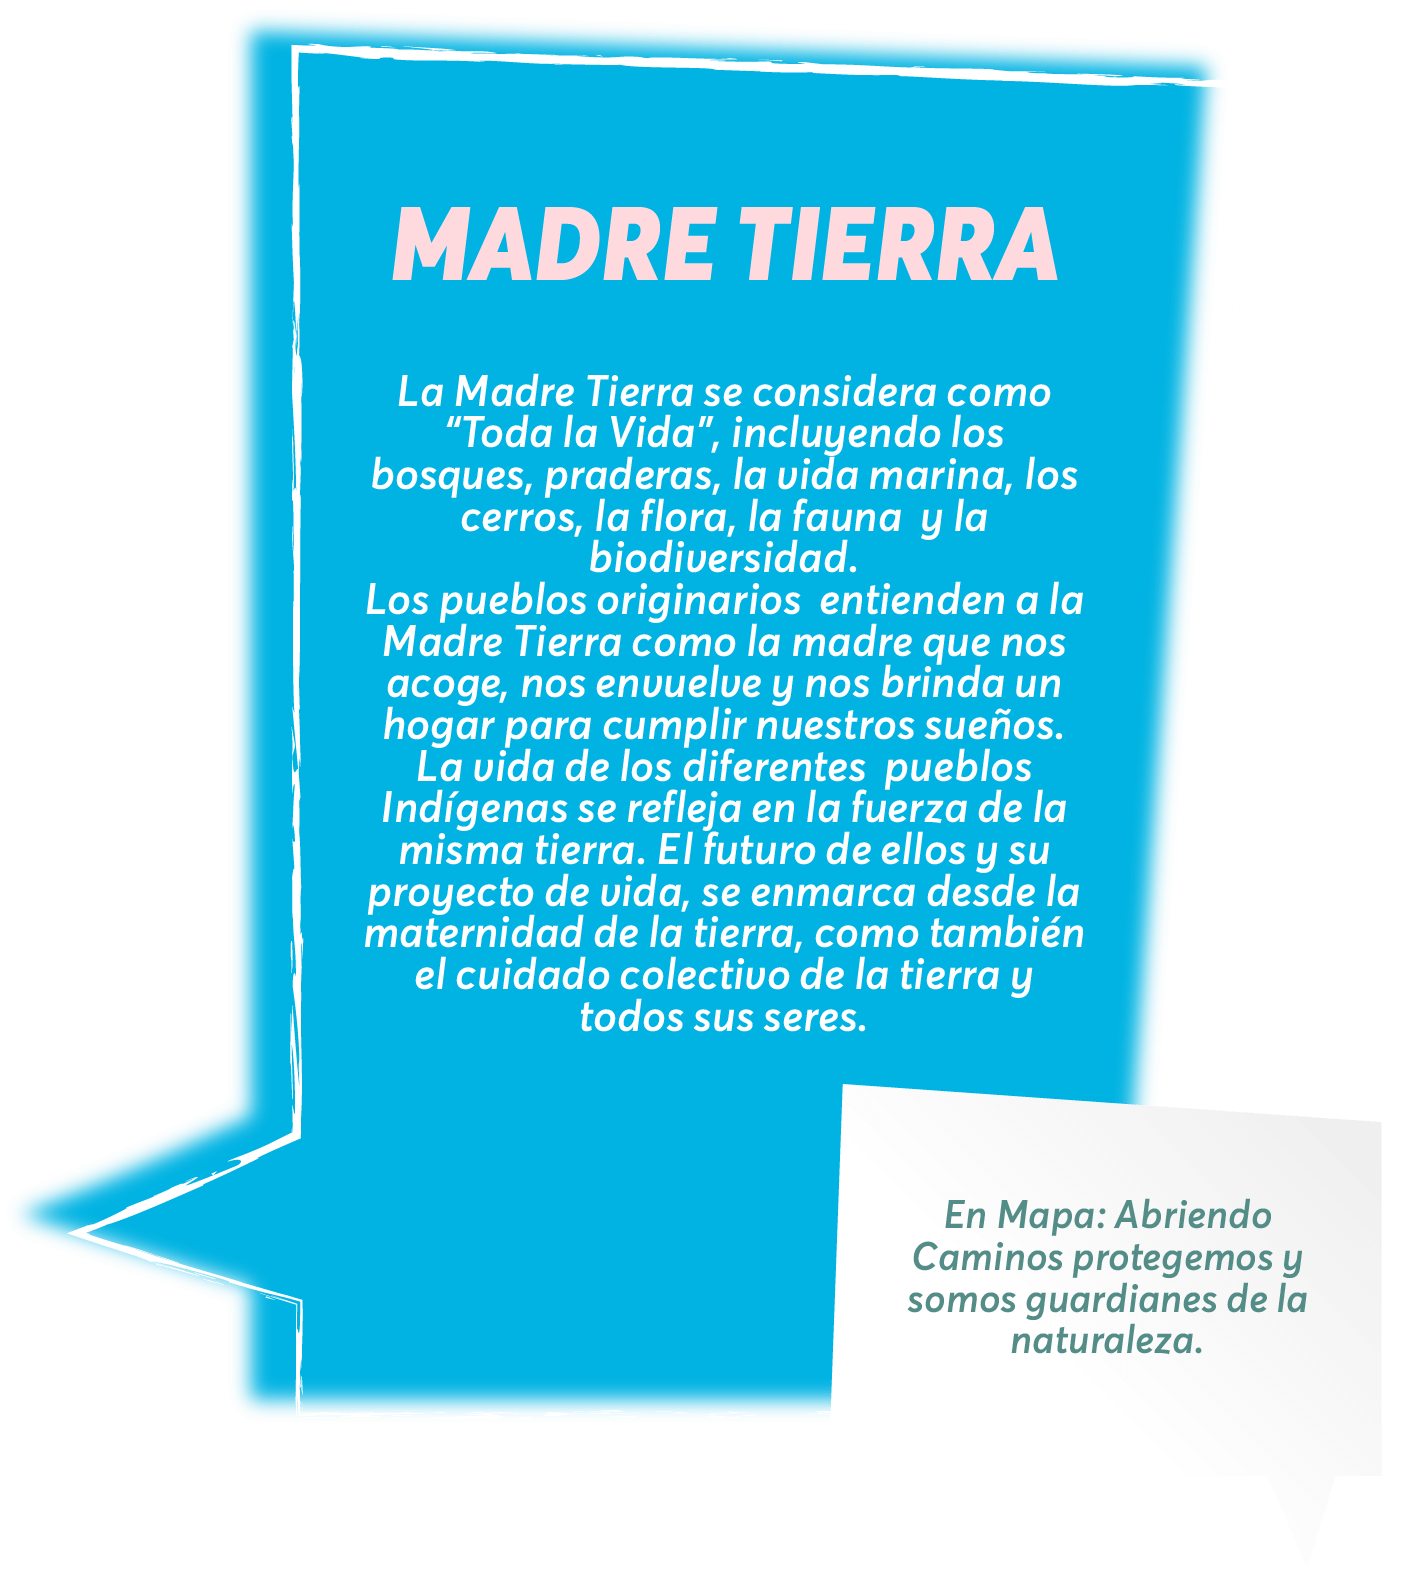 MADRE TIERRA
La Madre Tierra se considera como
“Toda la Vida”, incluyendo los
bosques, praderas, la vida marina, los
cerros, la flora, la fauna  y la
biodiversidad.
Los pueblos originarios  entienden a la
Madre Tierra como la madre que nos
acoge, nos envuelve y nos brinda un
hogar para cumplir nuestros sueños.
La vida de los diferentes  pueblos
Indígenas se refleja en la fuerza de la
misma tierra. El futuro de ellos y su
proyecto de vida, se enmarca desde la
maternidad de la tierra, como también
el cuidado colectivo de la tierra y
todos sus seres.
En Mapa: Abriendo
Caminos protegemos y
somos guardianes de la
naturaleza.